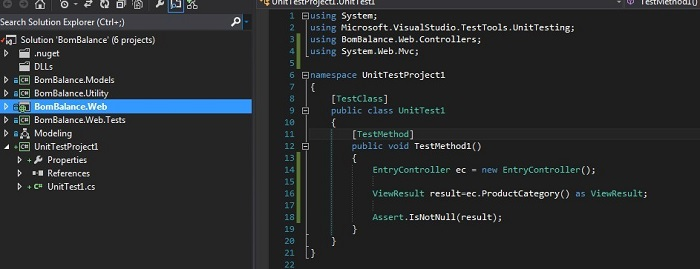 UnitTestProject1.UnitTest1
TestMethod1()
Search Solution Explorer (Ctrl+;)
Solution 'BomBalance' (6 projects)
.nuget
DLLs
BomBalance.Models
BomBalance.Utility
BomBalance.Web
BomBalance.Web.Tests
Modeling
UnitTestProject1
Properties
References
UnitTest1.cs
1 using System;
2 using Microsoft.VisualStudio.TestTools.UnitTesting;
3 using BomBalance.Web.Controllers;
4 using System.Web.Mvc;
5
6 namespace UnitTestProject1
7 {
8 [TestClass]
9 public class UnitTest1
10 {
11 [TestMethod]
12 public void TestMethod1()
13 {
14 EntryController ec = new EntryController();
15
16 ViewResult result=ec.ProductCategory() as ViewResult;
17
18 Assert.IsNotNull(result);
19 }
20 }
21 }
22